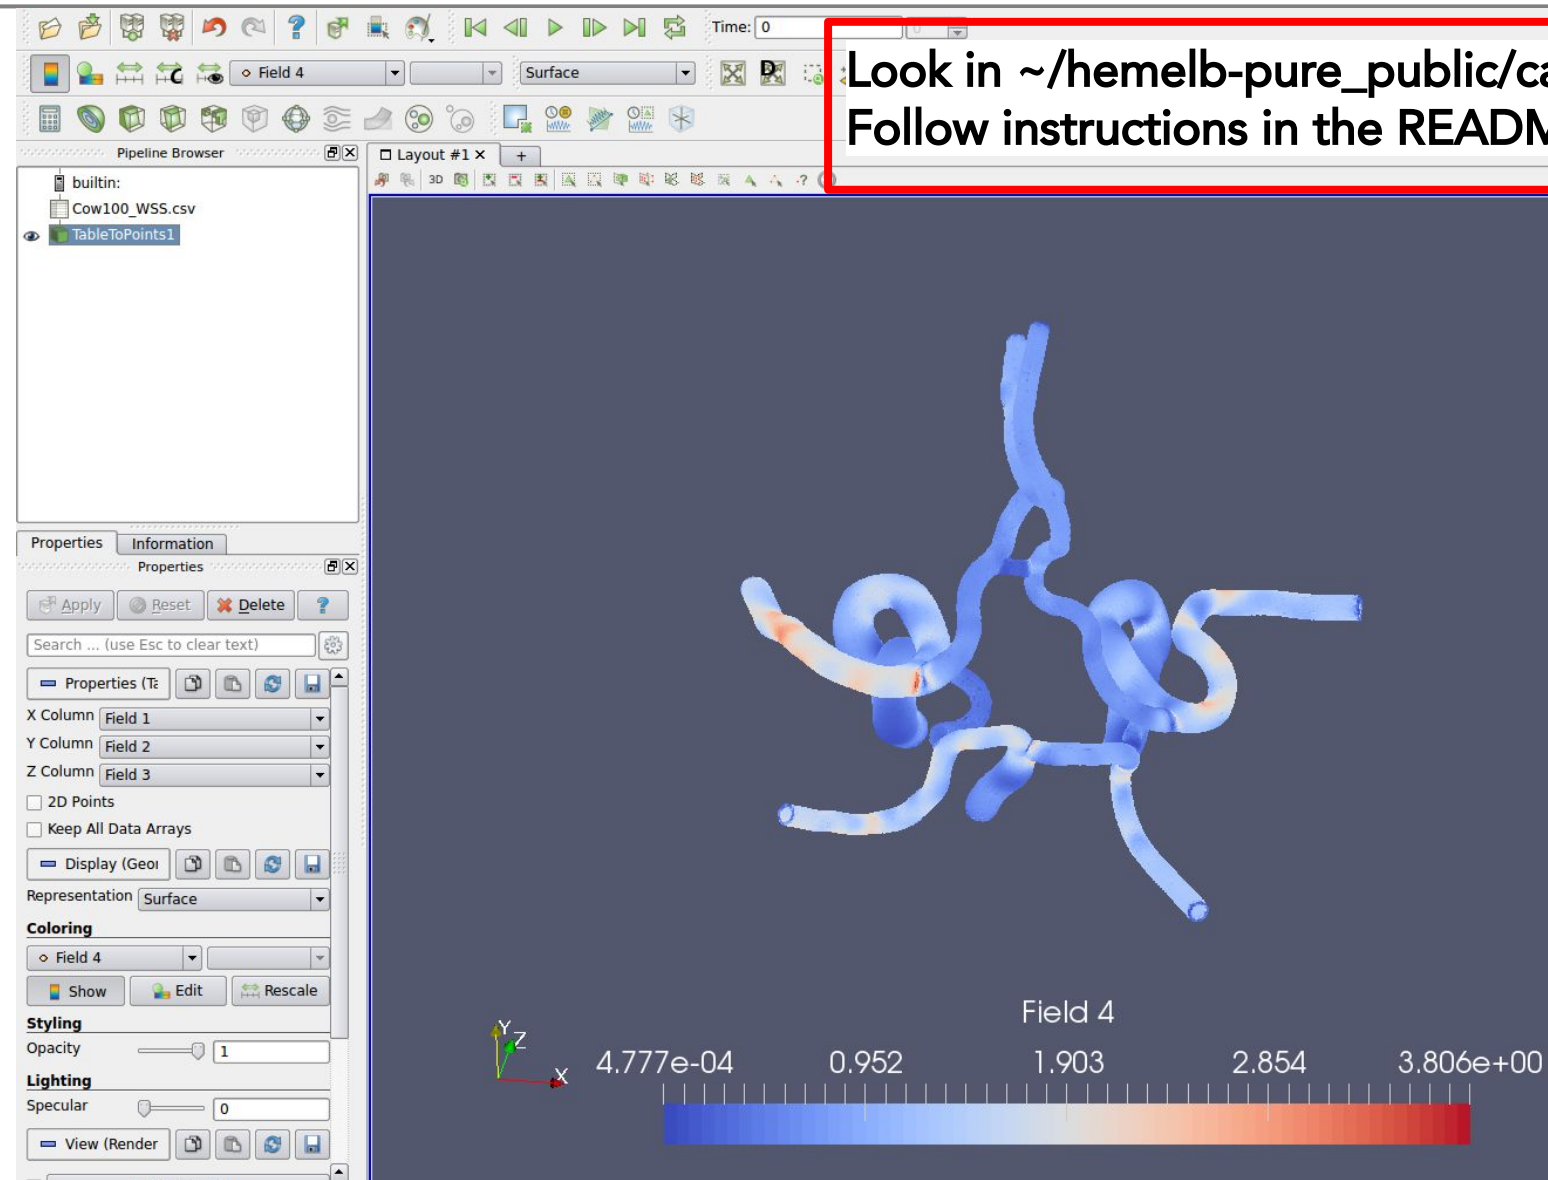 Time: 0
0
Field 4
Surface
D
C
Look in ~/hemelb-pure_public/ca
Follow instructions in the READM
Pipeline Browser
Layout #1
+
3D
?
builtin:
Cow100_WSS.csv
TableToPoints1
Properties Information
Properties
Apply Reset Delete ?
Search ... (use Esc to clear text)
Properties (Ta
X Column Field 1
Y Column Field 2
Z Column Field 3
2D Points
Keep All Data Arrays
Display (Geor
Representation Surface
Coloring
Field 4
Show Edit Rescale
Styling
Opacity 1
Lighting
Specular 0
View (Render
Y
Z
X
Field 4
4.777e-04 0.952 1.903 2.854 3.806e+00